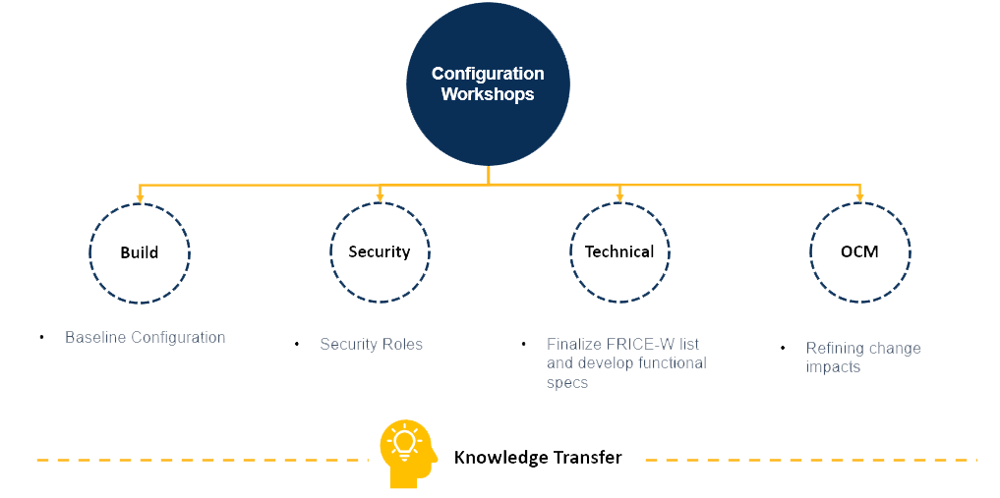 Configuration
Workshops
Build
Security
Technical
OCM
• Baseline Configuration
• Security Roles
• Finalize FRICE-W list
and develop functional
specs
• Refining change
impacts
Knowledge Transfer